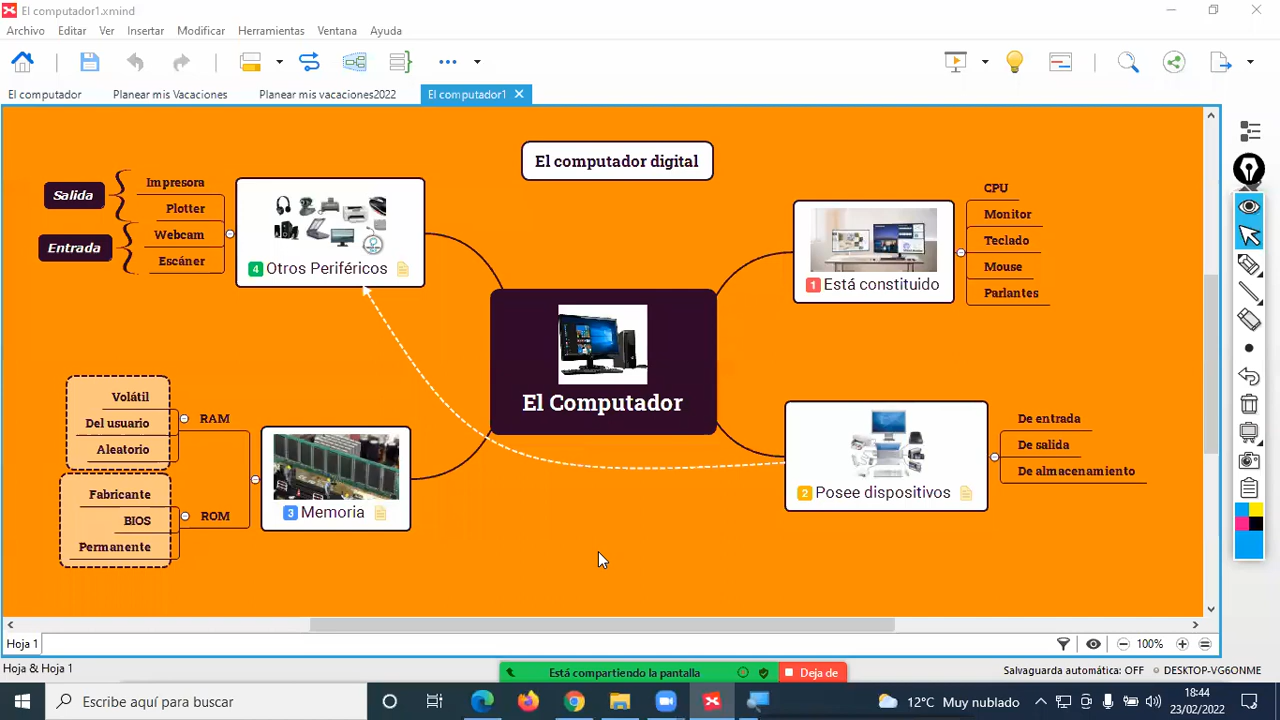 El computador1.xmind
Archivo Editar Ver Insertar Modificar Herramientas Ventana Ayuda
El computador Planear mis Vacaciones Planear mis vacaciones2022 El computador1
El computador digital
Salida
Entrada
Impresora
Plotter
Webcam
Escáner
4 Otros Periféricos
CPU
Monitor
Teclado
Mouse
Parlantes
1 Está constituido
El Computador
Volátil
Del usuario
Aleatorio
RAM
Fabricante
BIOS
Permanente
ROM
3 Memoria
2 Posee dispositivos
De entrada
De salida
De almacenamiento
Hoja 1
100%
Hoja & Hoja 1
Está compartiendo la pantalla
Deja de
Salvaguarda automática: OFF
DESKTOP-VG6ONME
Escribe aquí para buscar
12°C Muy nublado
18:44
23/02/2022